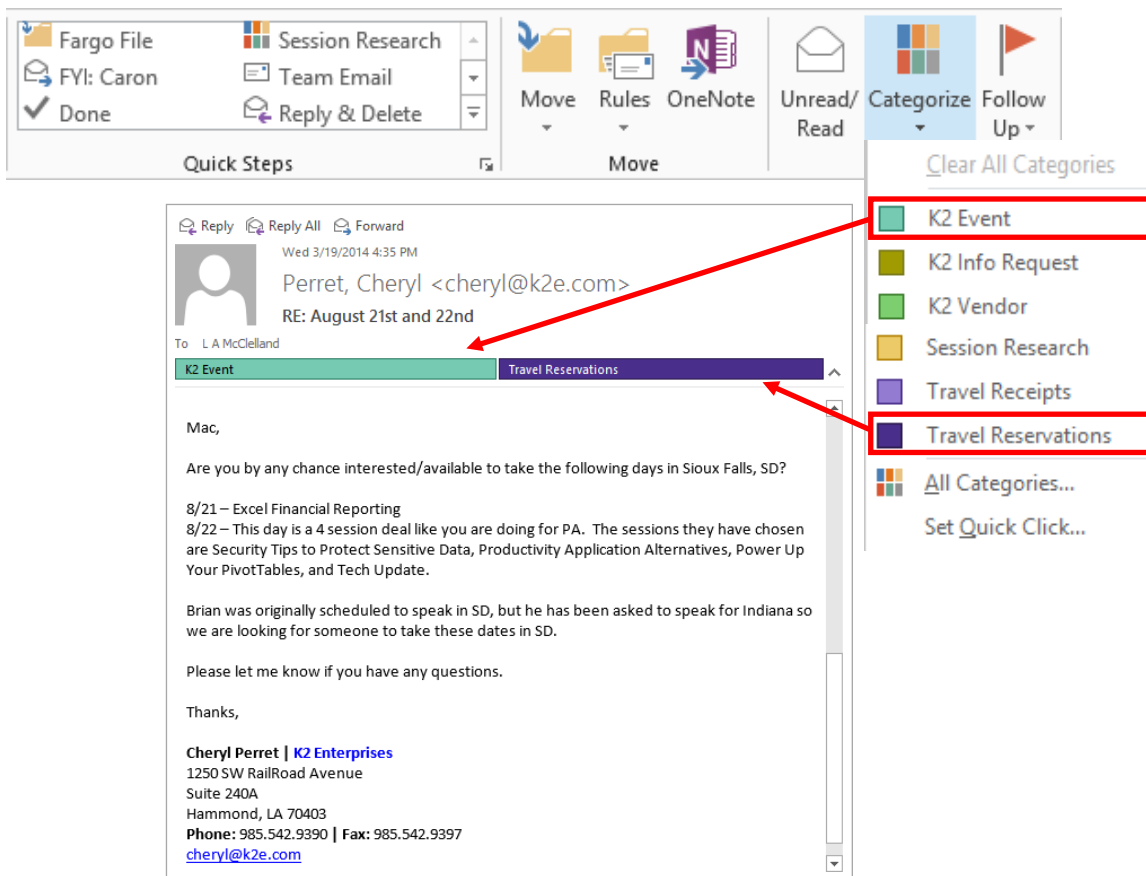 Fargo File
Session Research
FYI: Caron
Team Email
Done
Reply & Delete
Quick Steps
Move
Rules
OneNote
Move
Unread/
Read
Categorize
Follow
Up
Clear All Categories
K2 Event
K2 Info Request
K2 Vendor
Session Research
Travel Receipts
Travel Reservations
All Categories...
Set Quick Click...
Reply Reply All Forward
Wed 3/19/2014 4:35 PM
Perret, Cheryl <cheryl@k2e.com>
RE: August 21st and 22nd
To L A McClelland
K2 Event
Travel Reservations
Mac,
Are you by any chance interested/available to take the following days in Sioux Falls, SD?
8/21 – Excel Financial Reporting
8/22 – This day is a 4 session deal like you are doing for PA. The sessions they have chosen
are Security Tips to Protect Sensitive Data, Productivity Application Alternatives, Power Up
Your PivotTables, and Tech Update.
Brian was originally scheduled to speak in SD, but he has been asked to speak for Indiana so
we are looking for someone to take these dates in SD.
Please let me know if you have any questions.
Thanks,
Cheryl Perret | K2 Enterprises
1250 SW RailRoad Avenue
Suite 240A
Hammond, LA 70403
Phone: 985.542.9390 | Fax: 985.542.9397
cheryl@k2e.com